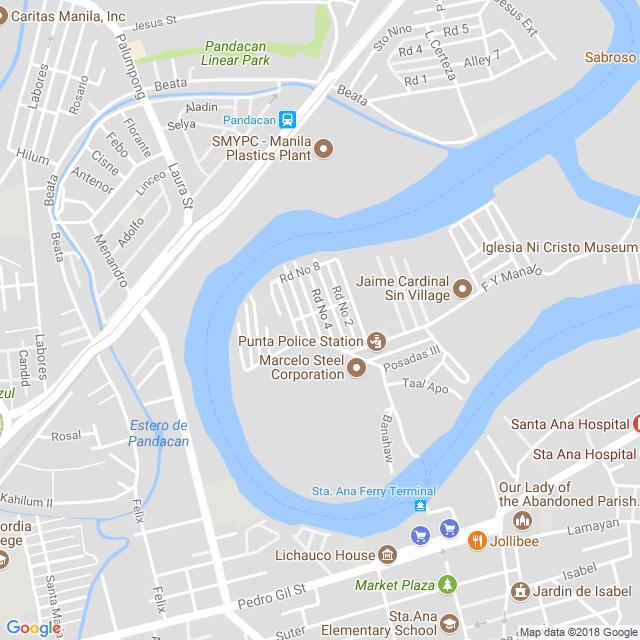 Caritas Manila, Inc
Jesus St
Palumpong
Pandacan
Linear Park
Sto Nino
Rd 4
L. Certeza
Rd 5
Jesus Ext
Alley 7
Rd 1
Sabroso
Labores
Rosario
Beata
Beata
Aladin
Selya
Pandacan
SMYPC - Manila
Plastics Plant
Hilum
Febo
Florante
Cisne
Antenor
Linceo
Laura St
Beata
Beata
Adolfo
Menandro
Rd No 8
Rd No 4
Rd No 2
Iglesia Ni Cristo Museum
Jaime Cardinal
Sin Village
F.Y Manalo
Punta Police Station
Marcelo Steel
Corporation
Posadas III
Taal Apo
Labores
Candid
zul
Rosal
Estero de
Pandacan
Banahaw
Santa Ana Hospital
Sta Ana Hospital
Kahilum II
Sta. Ana Ferry Terminal
Our Lady of
the Abandoned Parish.
Felix
ordia
ege
Lichauco House
Jollibee
Lamayan
Isabel
Santa Ma
Felix
Pedro Gil St
Market Plaza
Jardin de Isabel
Suter
Sta.Ana
Elementary School
Google
Map data ©2018 Google